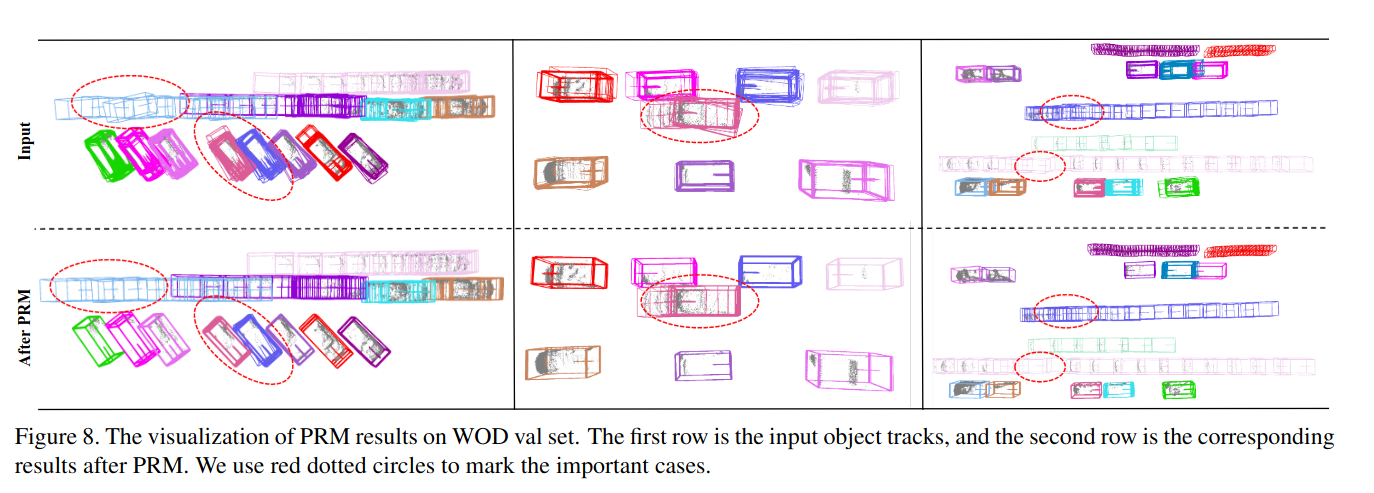 Input
After PRM
Figure 8. The visualization of PRM results on WOD val set. The first row is the input object tracks, and the second row is the corresponding
results after PRM. We use red dotted circles to mark the important cases.